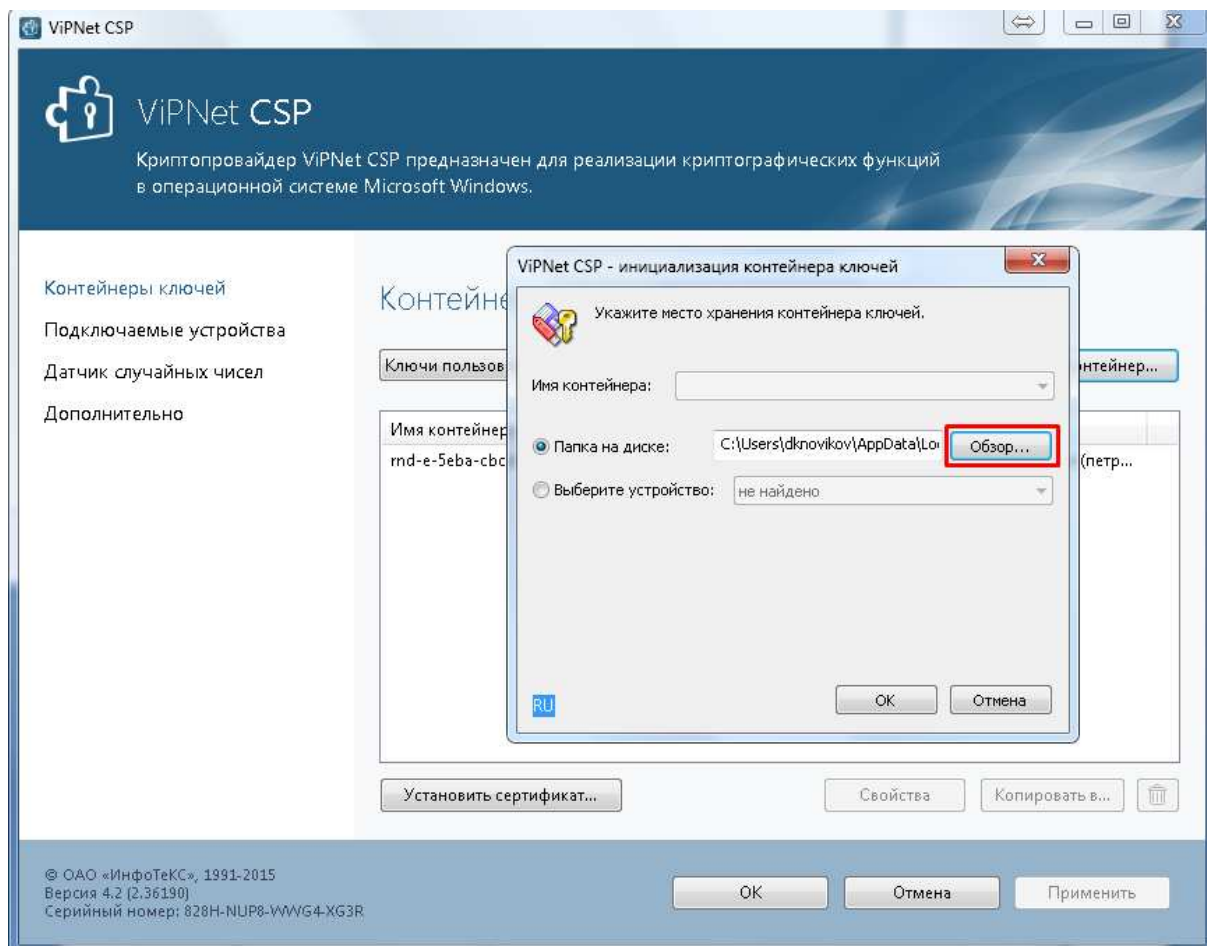 ViPNet CSP
ViPNet CSP
Криптопровайдер ViPNet CSP предназначен для реализации криптографических функций
в операционной системе Microsoft Windows.
Контейнеры ключей
Подключаемые устройства
Датчик случайных чисел
Дополнительно
Контейне
Ключи пользов
нтейнер...
Имя контейнер
rnd-e-5eba-cbc
(петр...
ViPNet CSP - инициализация контейнера ключей
Укажите место хранения контейнера ключей.
Имя контейнера:
Папка на диске: C:\Users\dknovikov\AppData\Lo Обзор...
Выберите устройство: не найдено
RU
OK Отмена
Установить сертификат... Свойства Копировать в...
© ОАО «ИнфоТеКС», 1991-2015
Версия 4.2 (2.36190)
Серийный номер: 828H-NUP8-WWG4-XG3R
OK Отмена Применить